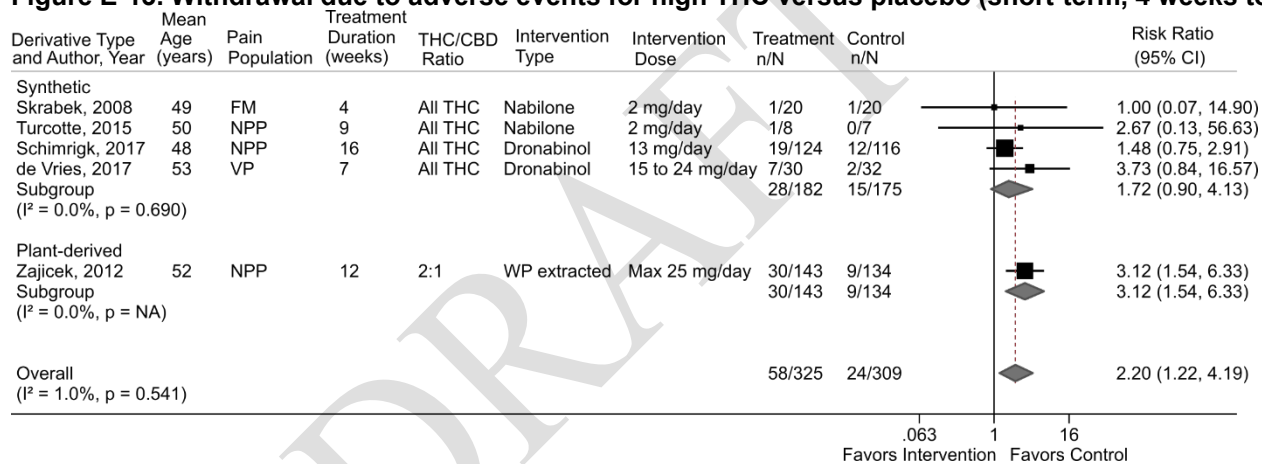 Figure E-13. Withdrawal due to adverse events for high THC versus placebo (short term, 4 weeks to
Derivative Type and Author, Year Mean Age (years) Pain Population Treatment Duration (weeks) THC/CBD Ratio Intervention Type Intervention Dose Treatment n/N Control n/N Risk Ratio (95% CI)
Synthetic
Skrabek, 2008 49 FM 4 All THC Nabilone 2 mg/day 1/20 1/20 1.00 (0.07, 14.90)
Turcotte, 2015 50 NPP 9 All THC Nabilone 2 mg/day 1/8 0/7 2.67 (0.13, 56.63)
Schimrigk, 2017 48 NPP 16 All THC Dronabinol 13 mg/day 19/124 12/116 1.48 (0.75, 2.91)
de Vries, 2017 53 VP 7 All THC Dronabinol 15 to 24 mg/day 7/30 2/32 3.73 (0.84, 16.57)
Subgroup 28/182 15/175 1.72 (0.90, 4.13)
(I² = 0.0%, p = 0.690)
Plant-derived
Zajicek, 2012 52 NPP 12 2:1 WP extracted Max 25 mg/day 30/143 9/134 3.12 (1.54, 6.33)
Subgroup 30/143 9/134 3.12 (1.54, 6.33)
(I² = 0.0%, p = NA)
Overall 58/325 24/309 2.20 (1.22, 4.19)
(I² = 1.0%, p = 0.541)
.063 1 16
Favors Intervention Favors Control
DRAFT